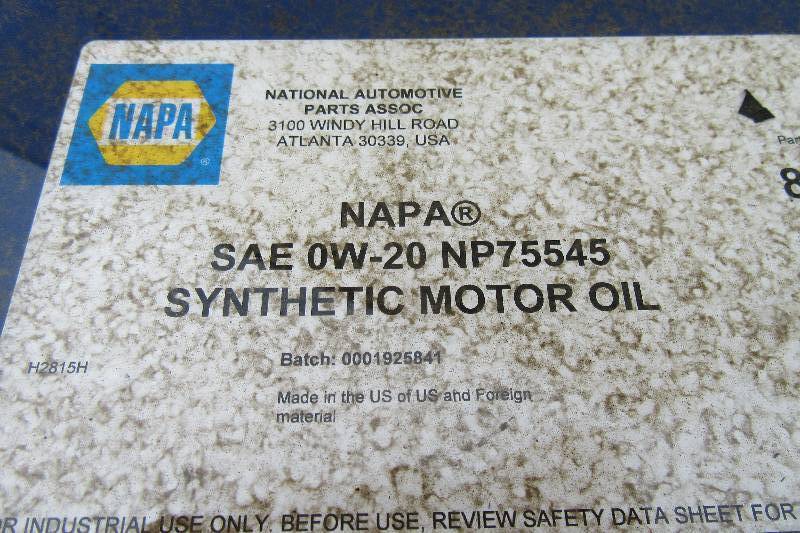 NAPA
®
NATIONAL AUTOMOTIVE
PARTS ASSOC
3100 WINDY HILL ROAD
ATLANTA 30339, USA
NAPA®
SAE 0W-20 NP75545
SYNTHETIC MOTOR OIL
Batch: 0001925841
H2815H
Made in the US of US and Foreign
material
INDUSTRIAL USE ONLY. BEFORE USE, REVIEW SAFETY DATA SHEET FOR